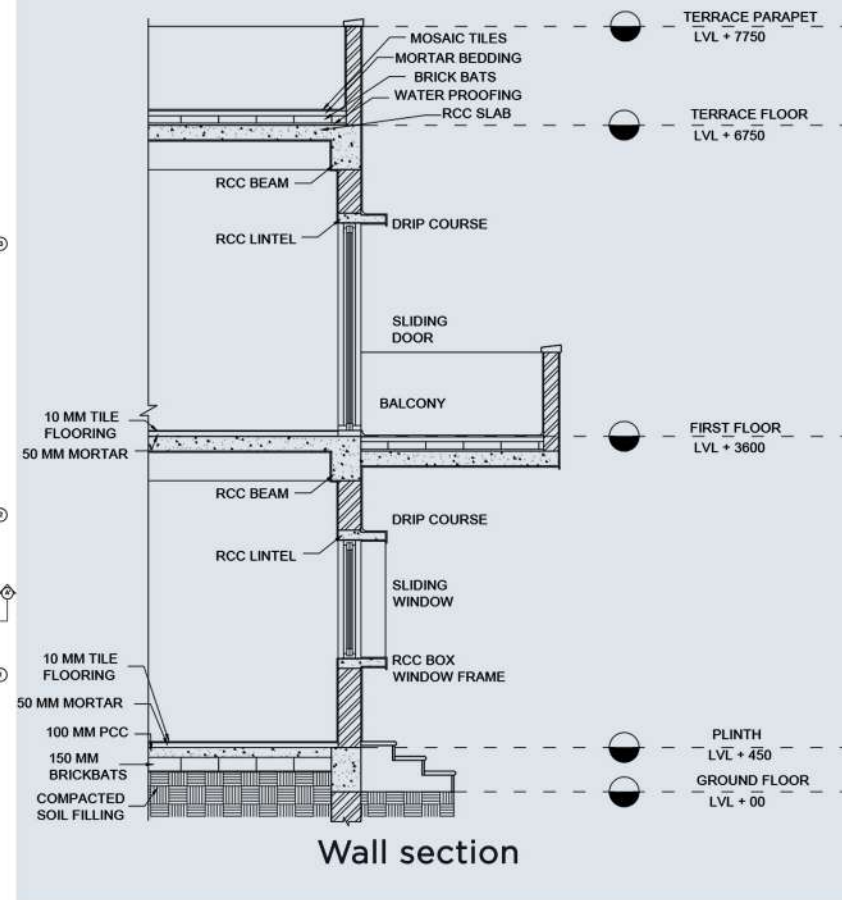 TERRACE PARAPET
LVL + 7750
MOSAIC TILES
MORTAR BEDDING
BRICK BATS
WATER PROOFING
RCC SLAB
TERRACE FLOOR
LVL + 6750
RCC BEAM
RCC LINTEL
DRIP COURSE
SLIDING
DOOR
BALCONY
10 MM TILE
FLOORING
50 MM MORTAR
FIRST FLOOR
LVL + 3600
RCC BEAM
DRIP COURSE
RCC LINTEL
SLIDING
WINDOW
RCC BOX
WINDOW FRAME
10 MM TILE
FLOORING
50 MM MORTAR
100 MM PCC
150 MM
BRICKBATS
COMPACTED
SOIL FILLING
PLINTH
LVL + 450
GROUND FLOOR
LVL + 00
Wall section